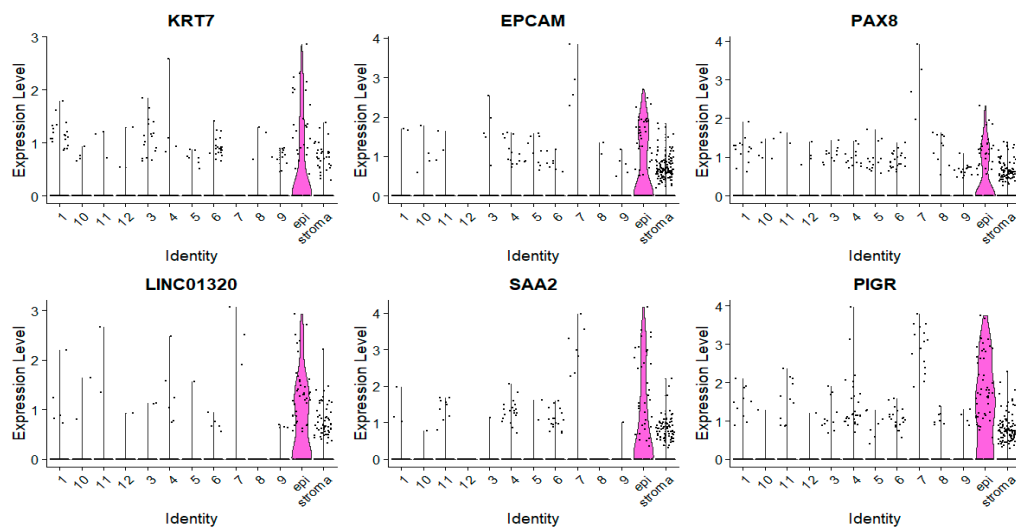 KRT7
EPCAM
PAX8
Expression Level
3
2
1
0
1 10 11 12 3 4 5 6 7 8 9 epi stroma
Identity
Expression Level
4
3
2
1
0
1 10 11 12 3 4 5 6 7 8 9 epi stroma
Identity
Expression Level
4
3
2
1
0
1 10 11 12 3 4 5 6 7 8 9 epi stroma
Identity
LINC01320
SAA2
PIGR
Expression Level
3
2
1
0
1 10 11 12 3 4 5 6 7 8 9 epi stroma
Identity
Expression Level
4
3
2
1
0
1 10 11 12 3 4 5 6 7 8 9 epi stroma
Identity
Expression Level
4
3
2
1
0
1 10 11 12 3 4 5 6 7 8 9 epi stroma
Identity